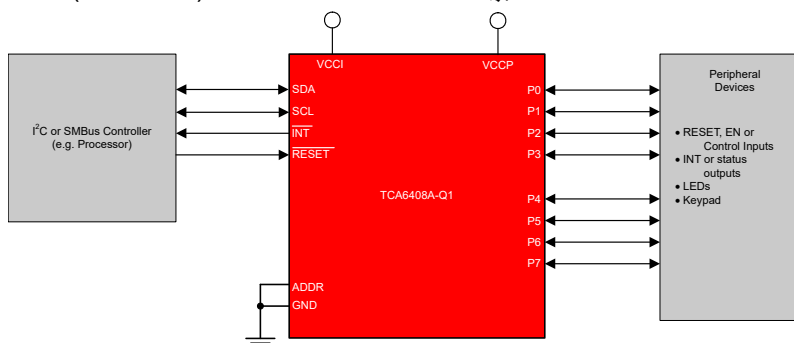 VCCI
VCCP
SDA
SCL
INT
RESET
ADDR
GND
TCA6408A-Q1
P0
P1
P2
P3
P4
P5
P6
P7
I²C or SMBus Controller
(e.g. Processor)
Peripheral
Devices
• RESET, EN or
Control Inputs
• INT or status
outputs
• LEDs
• Keypad